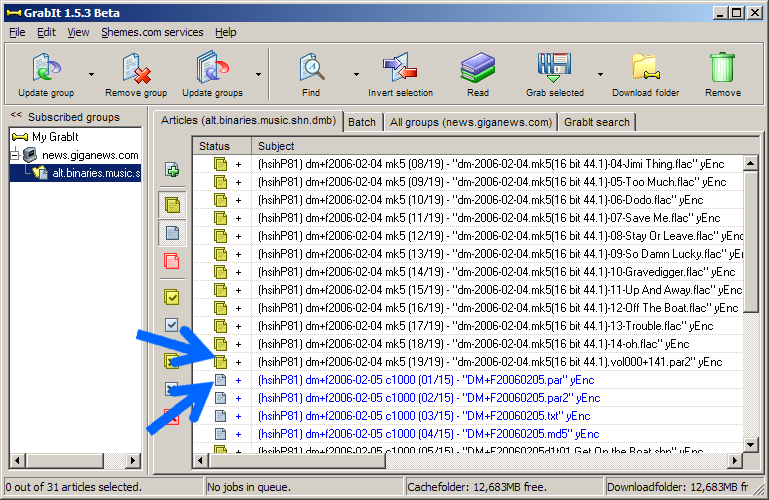 GrabIt 1.5.3 Beta
File Edit View Shemes.com services Help
Update group Remove group Update groups Find Invert selection Read Grab selected Download folder Remove
<< Subscribed groups
My GrabIt
news.giganews.com
alt.binaries.music.s
Articles (alt.binaries.music.shn.dmb) Batch All groups (news.giganews.com) GrabIt search
Status Subject
+ (hsihP81) dm+f2006-02-04 mk5 (08/19) - "dm-2006-02-04.mk5(16 bit 44.1)-04-Jimi Thing.flac" yEnc
+ (hsihP81) dm+f2006-02-04 mk5 (09/19) - "dm-2006-02-04.mk5(16 bit 44.1)-05-Too Much.flac" yEnc
+ (hsihP81) dm+f2006-02-04 mk5 (10/19) - "dm-2006-02-04.mk5(16 bit 44.1)-06-Dodo.flac" yEnc
+ (hsihP81) dm+f2006-02-04 mk5 (11/19) - "dm-2006-02-04.mk5(16 bit 44.1)-07-Save Me.flac" yEnc
+ (hsihP81) dm+f2006-02-04 mk5 (12/19) - "dm-2006-02-04.mk5(16 bit 44.1)-08-Stay Or Leave.flac" yEnc
+ (hsihP81) dm+f2006-02-04 mk5 (13/19) - "dm-2006-02-04.mk5(16 bit 44.1)-09-So Damn Lucky.flac" yEnc
+ (hsihP81) dm+f2006-02-04 mk5 (14/19) - "dm-2006-02-04.mk5(16 bit 44.1)-10-Gravedigger.flac" yEnc
+ (hsihP81) dm+f2006-02-04 mk5 (15/19) - "dm-2006-02-04.mk5(16 bit 44.1)-11-Up And Away.flac" yEnc
+ (hsihP81) dm+f2006-02-04 mk5 (16/19) - "dm-2006-02-04.mk5(16 bit 44.1)-12-Off The Boat.flac" yEnc
+ (hsihP81) dm+f2006-02-04 mk5 (17/19) - "dm-2006-02-04.mk5(16 bit 44.1)-13-Trouble.flac" yEnc
+ (hsihP81) dm+f2006-02-04 mk5 (18/19) - "dm-2006-02-04.mk5(16 bit 44.1)-14-oh.flac" yEnc
+ (hsihP81) dm+f2006-02-04 mk5 (19/19) - "dm-2006-02-04.mk5(16 bit 44.1).vol000+141.par2" yEnc
+ (hsihP81) dm+f2006-02-05 c1000 (01/15) - "DM+F20060205.par" yEnc
+ (hsihP81) dm+f2006-02-05 c1000 (02/15) - "DM+F20060205.par2" yEnc
+ (hsihP81) dm+f2006-02-05 c1000 (03/15) - "DM+F20060205.txt" yEnc
+ (hsihP81) dm+f2006-02-05 c1000 (04/15) - "DM+F20060205.md5" yEnc
+ (hsihP81) dm+f2006-02-05 c1000 (05/15) - "DM+F20060205d1t01 Get On the Boat.shn" yEnc
0 out of 31 articles selected. No jobs in queue. Cachefolder: 12,683MB free. Downloadfolder: 12,683MB fr